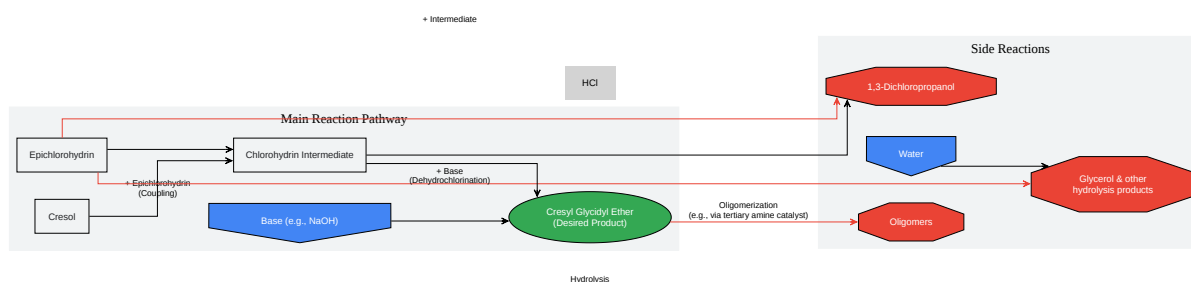 + Intermediate
Side Reactions
HCl
1,3-Dichloropropanol
Main Reaction Pathway
Epichlorohydrin
Chlorohydrin Intermediate
Water
+ Base
(Dehydrochlorination)
+ Epichlorohydrin
(Coupling)
Glycerol & other
hydrolysis products
Cresol
Base (e.g., NaOH)
Cresyl Glycidyl Ether
(Desired Product)
Oligomerization
(e.g., via tertiary amine catalyst)
Oligomers
Hydrolysis